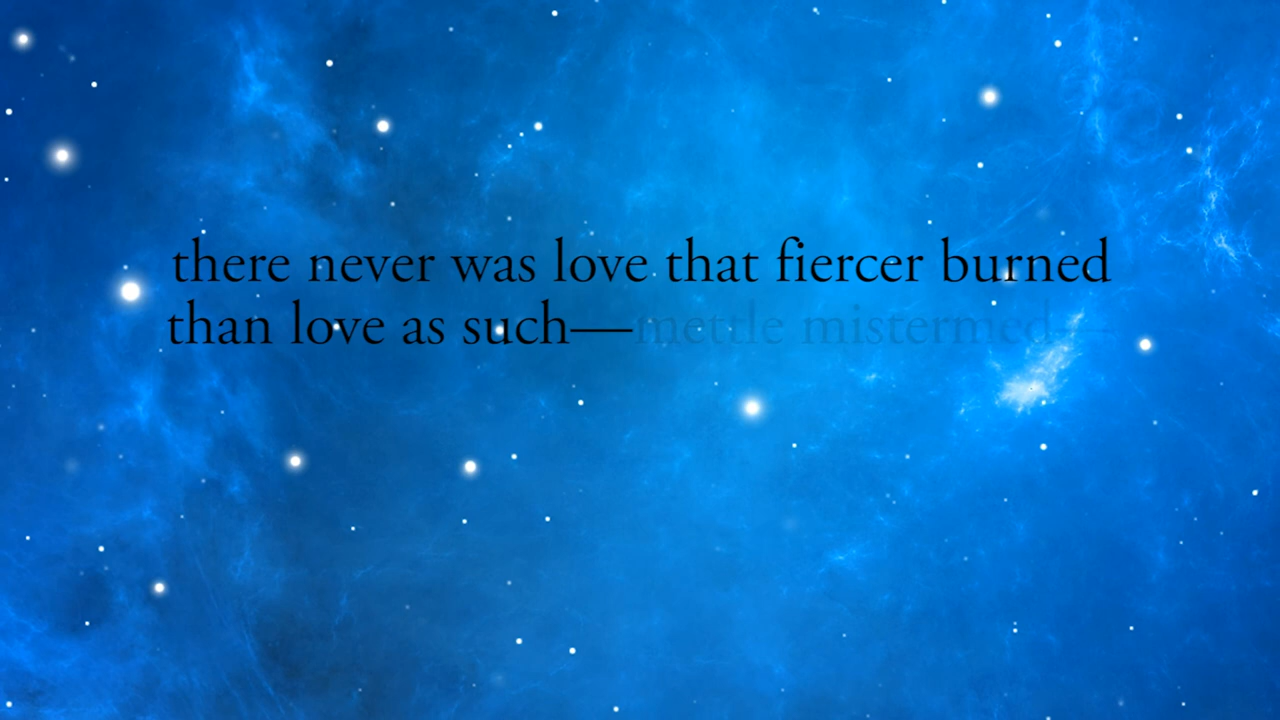 there never was love that fiercer burned
than love as such—mettle mistermed—